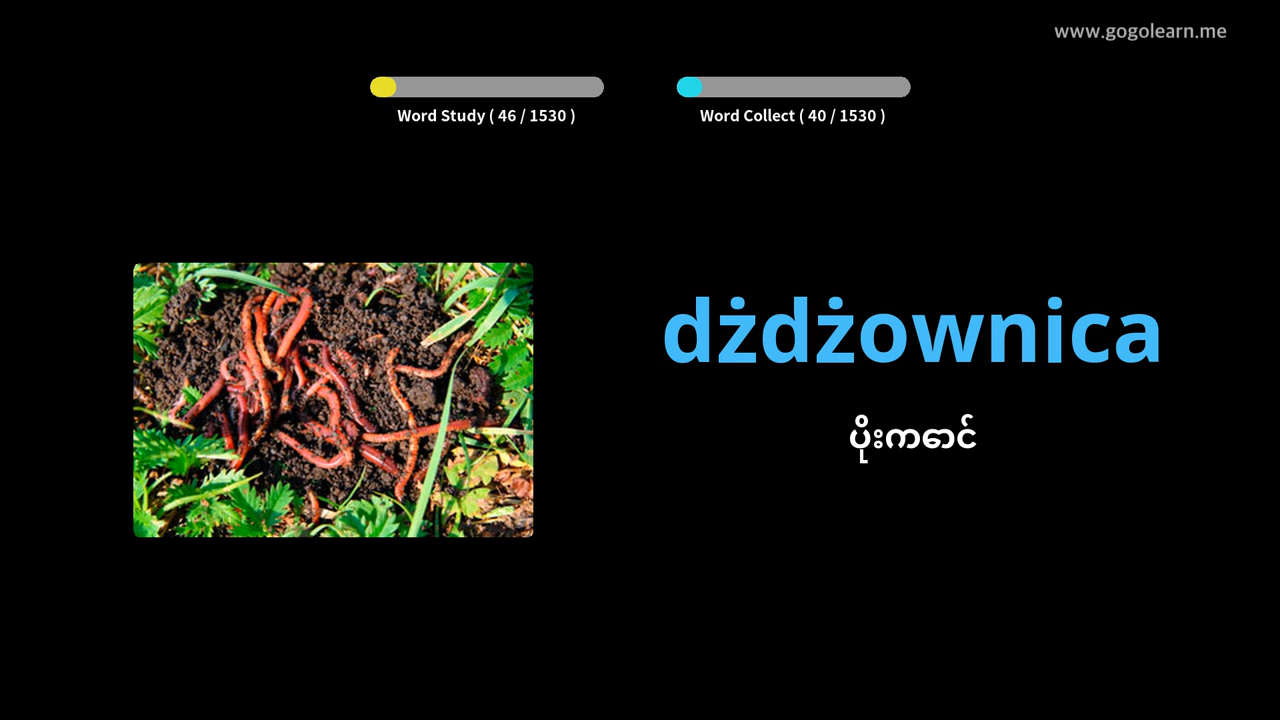 www.gogolearn.me
Word Study ( 46 / 1530 )
Word Collect ( 40 / 1530 )
dżdżownica
ပိုးကောင်